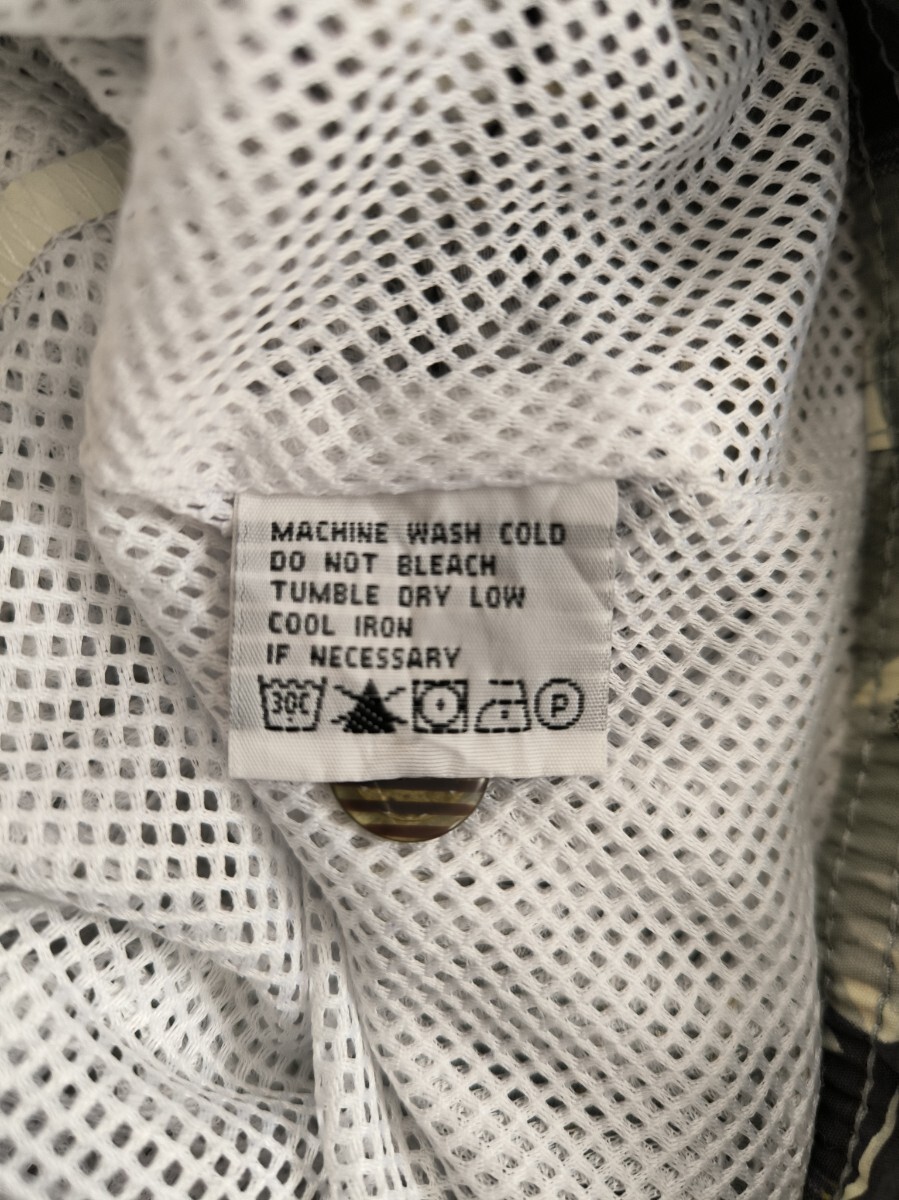 MACHINE WASH COLD
DO NOT BLEACH
TUMBLE DRY LOW
COOL IRON
IF NECESSARY
30C P